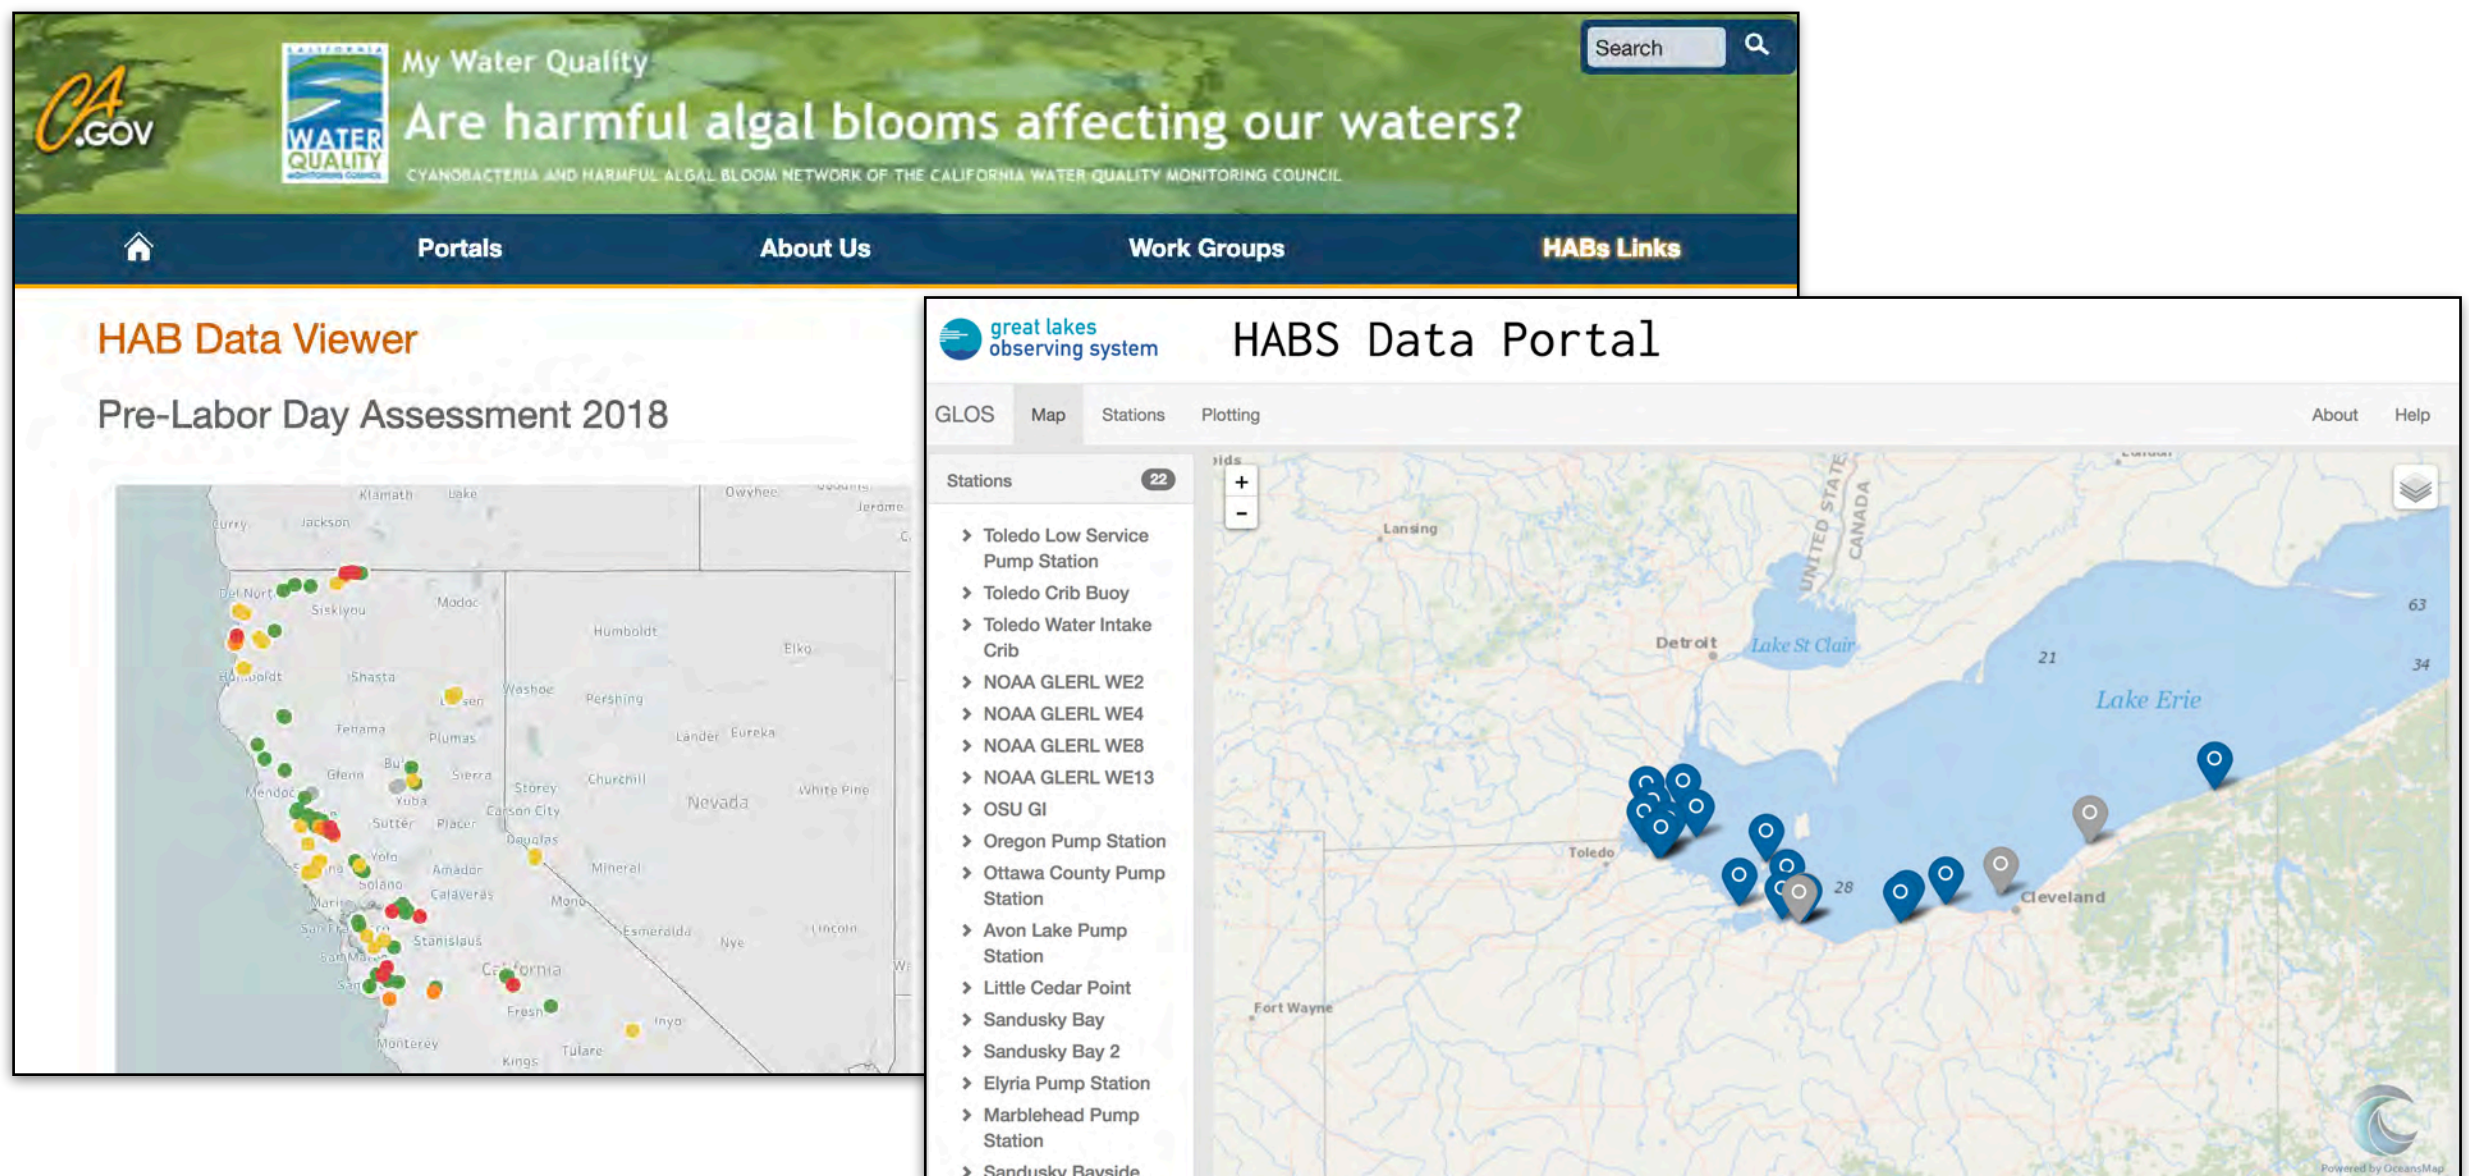 CA
.GOV
CALIFORNIA
WATER
QUALITY
MONITORING COUNCIL
My Water Quality
Are harmful algal blooms affecting our waters?
CYANOBACTERIA AND HARMFUL ALGAL BLOOM NETWORK OF THE CALIFORNIA WATER QUALITY MONITORING COUNCIL
Search
Portals
About Us
Work Groups
HABs Links
HAB Data Viewer
Pre-Labor Day Assessment 2018
Klamath
Lake
Owyhee
Jerome
Curry
Jackson
Siskiyou
Modoc
Humboldt
Elko
Shasta
Washoe
Pershing
Tehama
Plumas
Lander
Eureka
Glenn
Sierra
Storey
Churchill
White Pine
Yuba
Nevada
Carson City
Sutter
Placer
Douglas
Yolo
Amador
Mineral
Solano
Calaveras
Mono
Stanislaus
Esmeralda
Nye
Lincoln
California
Inyo
Monterey
Kings
Tulare
great lakes
observing system
HABS Data Portal
GLOS
Map
Stations
Plotting
About
Help
Stations
22
Toledo Low Service
Pump Station
Toledo Crib Buoy
Toledo Water Intake
Crib
NOAA GLERL WE2
NOAA GLERL WE4
NOAA GLERL WE8
NOAA GLERL WE13
OSU GI
Oregon Pump Station
Ottawa County Pump
Station
Avon Lake Pump
Station
Little Cedar Point
Sandusky Bay
Sandusky Bay 2
Elyria Pump Station
Marblehead Pump
Station
Sandusky Bayside
+
-
Lansing
UNITED STATE
CANADA
Detroit
Lake St Clair
63
21
34
Lake Erie
Toledo
28
Cleveland
Fort Wayne
Powered by OceansMap